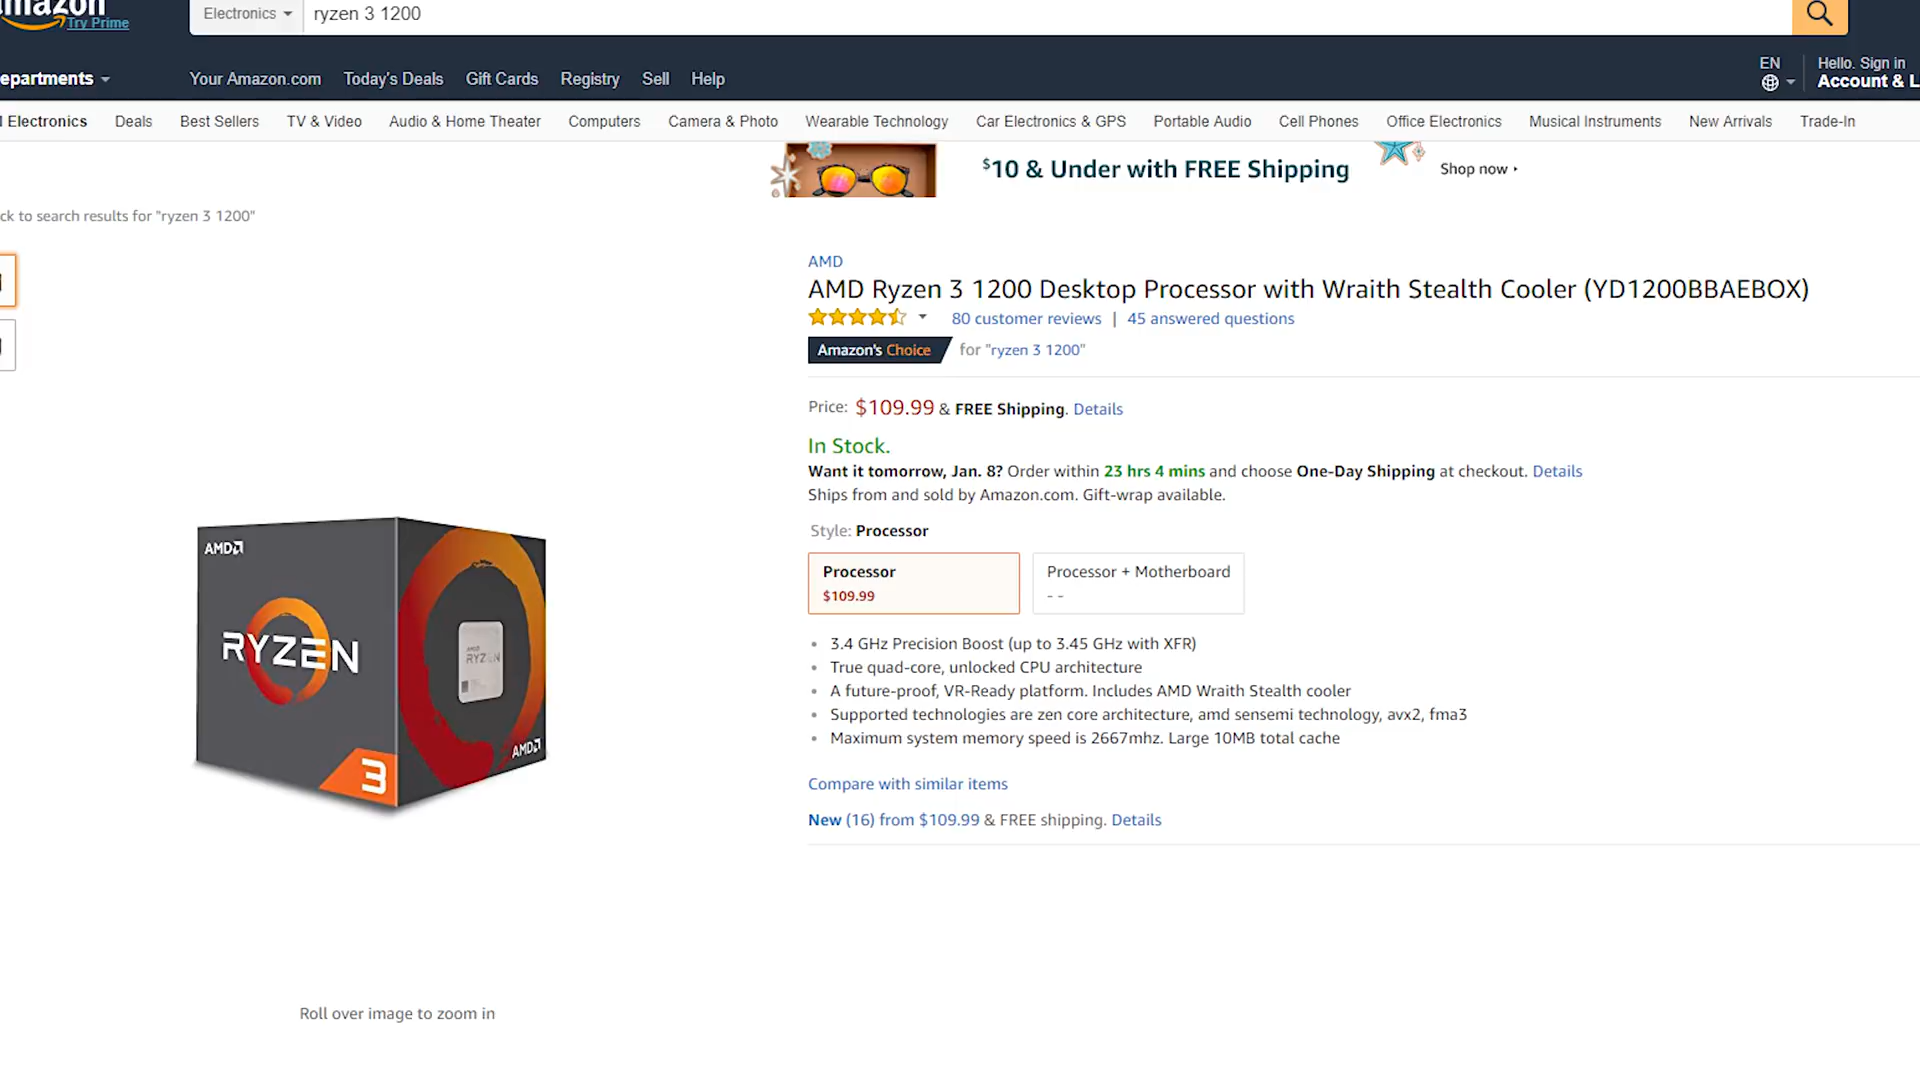 amazon
Try Prime
Electronics
ryzen 3 1200
epartments
Your Amazon.com Today's Deals Gift Cards Registry Sell Help
EN
Hello. Sign in
Account & L
Electronics Deals Best Sellers TV & Video Audio & Home Theater Computers Camera & Photo Wearable Technology Car Electronics & GPS Portable Audio Cell Phones Office Electronics Musical Instruments New Arrivals Trade-In
$10 & Under with FREE Shipping
Shop now
ck to search results for "ryzen 3 1200"
AMD
AMD Ryzen 3 1200 Desktop Processor with Wraith Stealth Cooler (YD1200BBAEBOX)
80 customer reviews | 45 answered questions
Amazon's Choice for "ryzen 3 1200"
Price: $109.99 & FREE Shipping. Details
In Stock.
Want it tomorrow, Jan. 8? Order within 23 hrs 4 mins and choose One-Day Shipping at checkout. Details
Ships from and sold by Amazon.com. Gift-wrap available.
Style: Processor
Processor
$109.99
Processor + Motherboard
- -
3.4 GHz Precision Boost (up to 3.45 GHz with XFR)
True quad-core, unlocked CPU architecture
A future-proof, VR-Ready platform. Includes AMD Wraith Stealth cooler
Supported technologies are zen core architecture, amd sensemi technology, avx2, fma3
Maximum system memory speed is 2667mhz. Large 10MB total cache
Compare with similar items
New (16) from $109.99 & FREE shipping. Details
AMD
RYZEN
3
AMD
RYZEN
AMD
Roll over image to zoom in